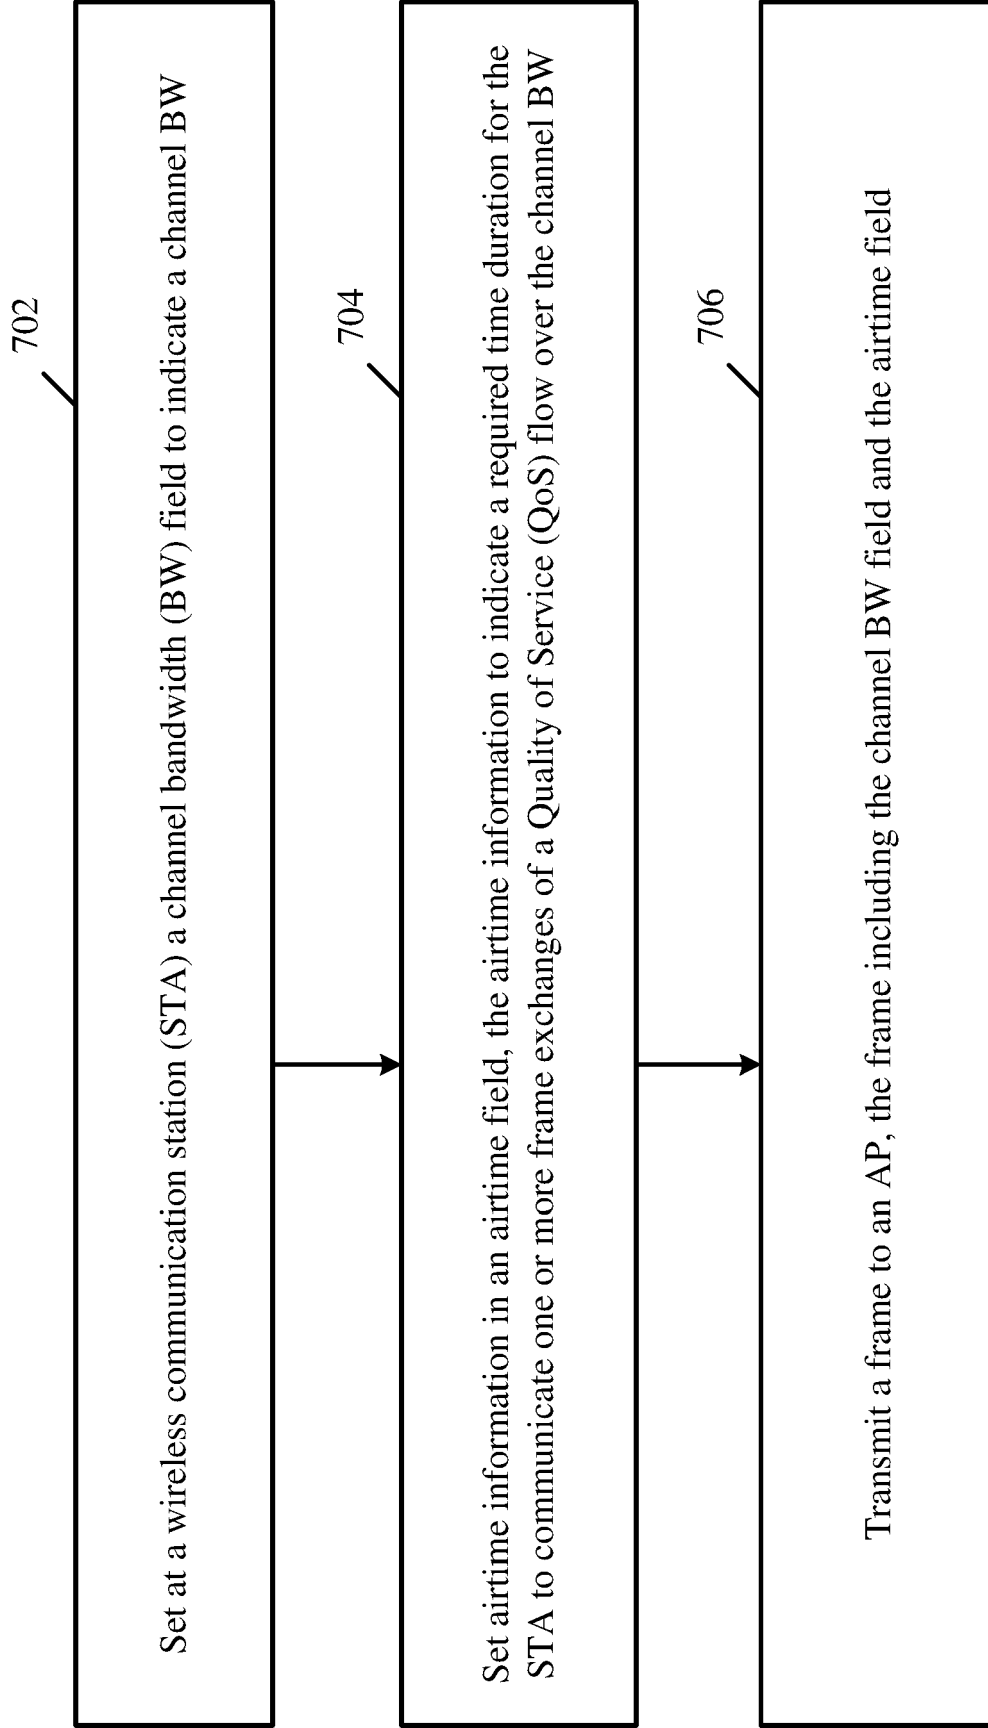 702
Set at a wireless communication station (STA) a channel bandwidth (BW) field to indicate a channel BW
704
Set airtime information in an airtime field, the airtime information to indicate a required time duration for the
STA to communicate one or more frame exchanges of a Quality of Service (QoS) flow over the channel BW
706
Transmit a frame to an AP, the frame including the channel BW field and the airtime field